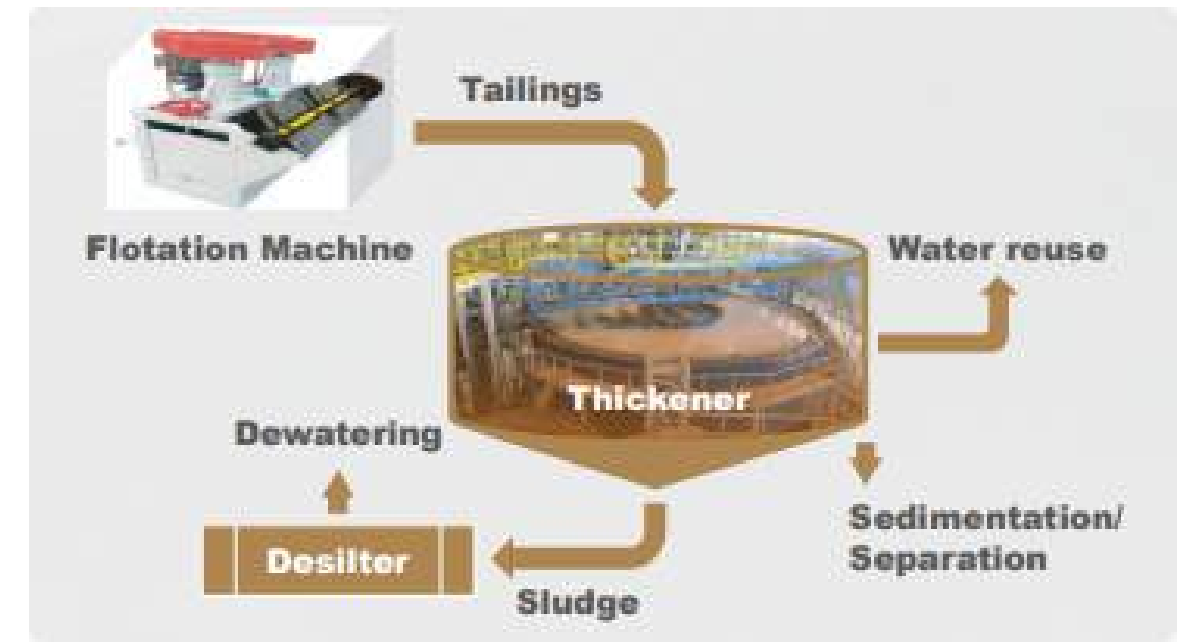 Tailings
Flotation Machine
Water reuse
Thickener
Dewatering
Sedimentation/
Separation
Desilter
Sludge